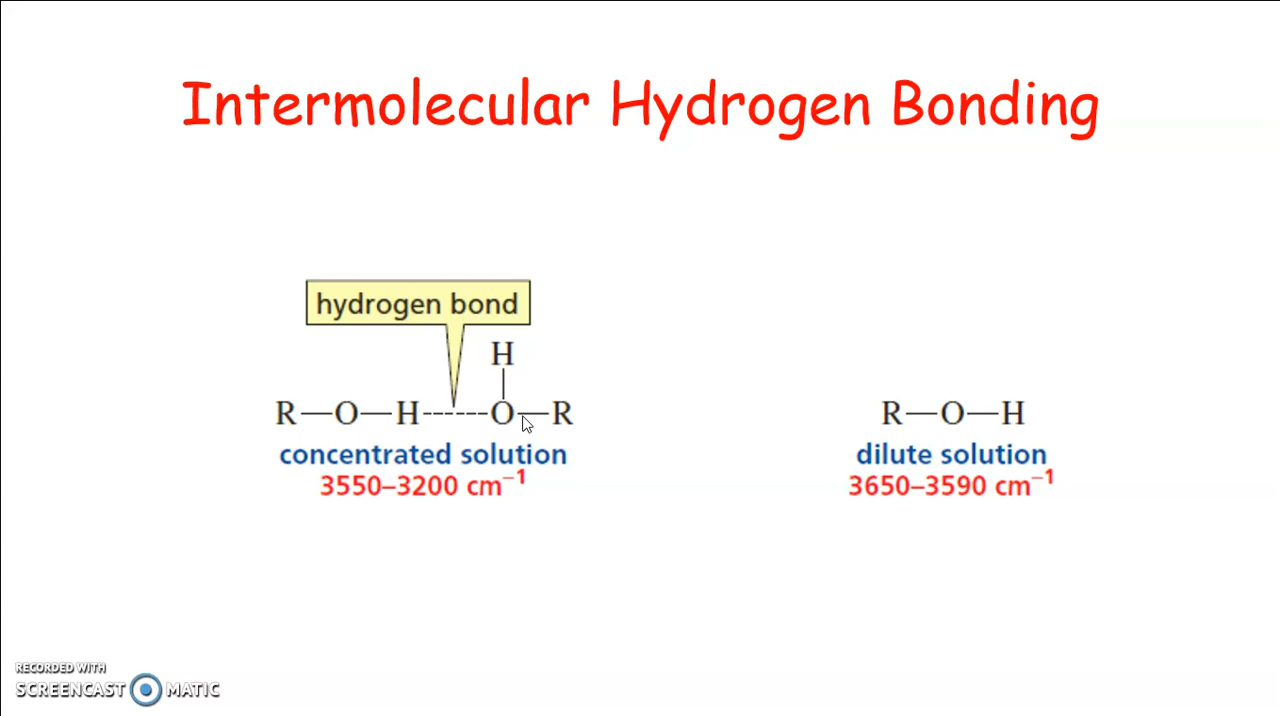 Intermolecular Hydrogen Bonding
hydrogen bond
H
R—O—H------O—R
concentrated solution
3550–3200 cm⁻¹
R—O—H
dilute solution
3650–3590 cm⁻¹
RECORDED WITH
SCREENCAST MATIC